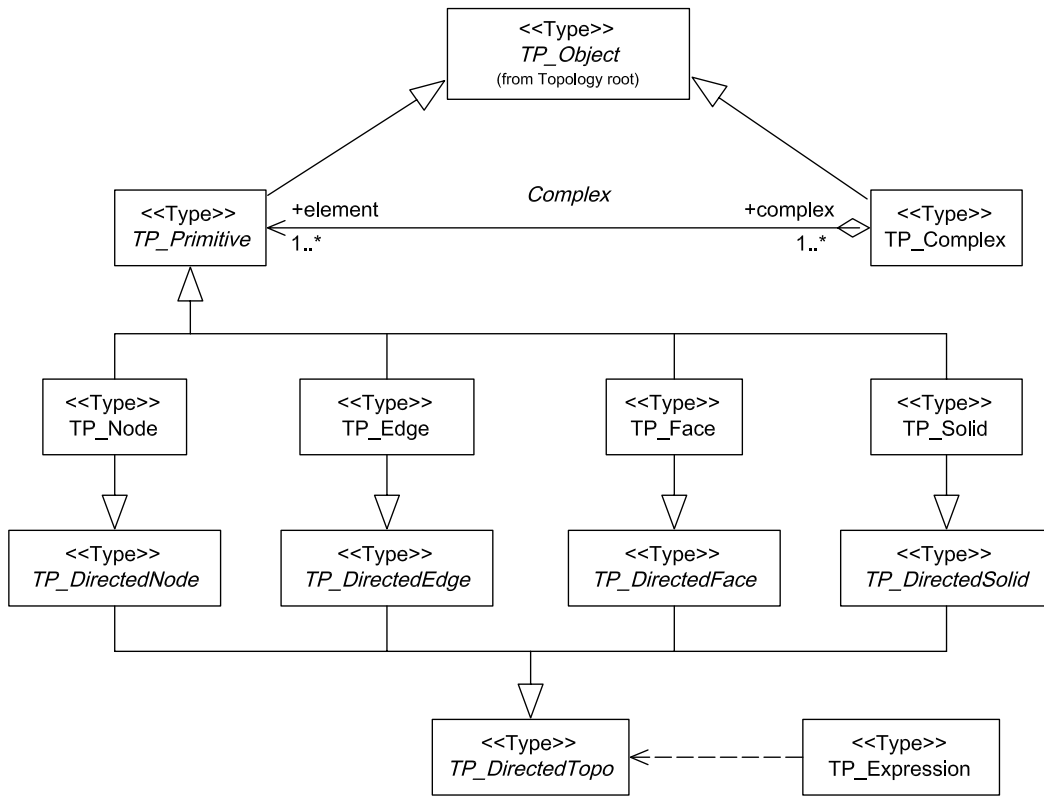 <<Type>>
TP_Object
(from Topology root)
<<Type>>
TP_Primitive
+element
1..*
Complex
+complex
1..*
<<Type>>
TP_Complex
<<Type>>
TP_Node
<<Type>>
TP_Edge
<<Type>>
TP_Face
<<Type>>
TP_Solid
<<Type>>
TP_DirectedNode
<<Type>>
TP_DirectedEdge
<<Type>>
TP_DirectedFace
<<Type>>
TP_DirectedSolid
<<Type>>
TP_DirectedTopo
<<Type>>
TP_Expression